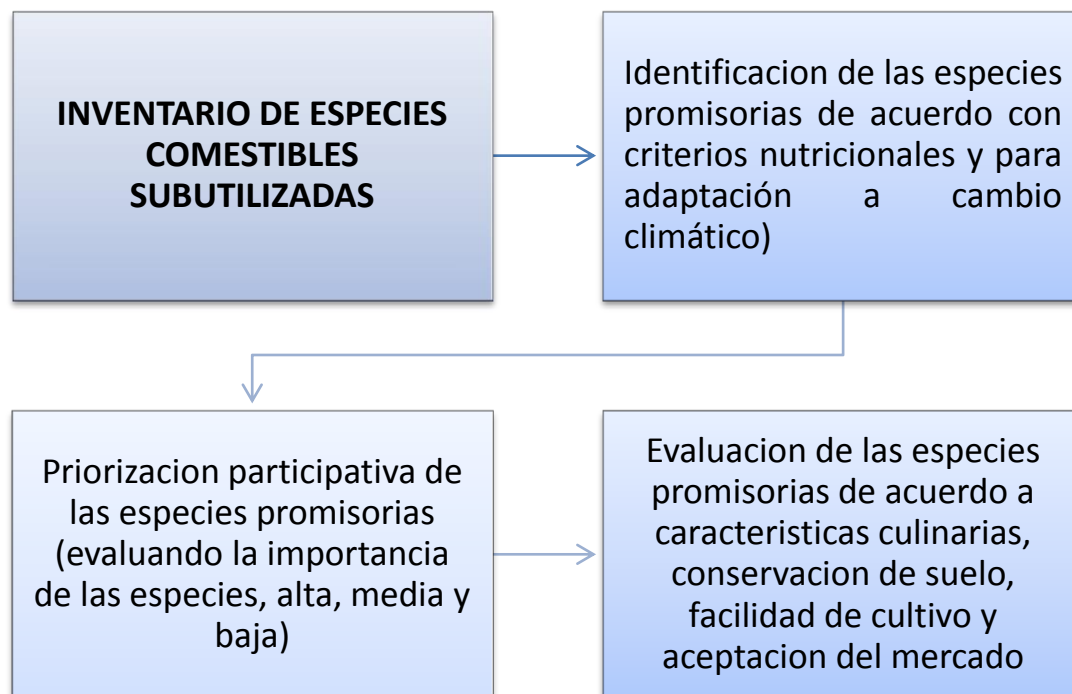 INVENTARIO DE ESPECIES
COMESTIBLES
SUBUTILIZADAS
Identificacion de las especies
promisorias de acuerdo con
criterios nutricionales y para
adaptación a cambio
climático)
Priorizacion participativa de
las especies promisorias
(evaluando la importancia
de las especies, alta, media y
baja)
Evaluacion de las especies
promisorias de acuerdo a
caracteristicas culinarias,
conservacion de suelo,
facilidad de cultivo y
aceptacion del mercado